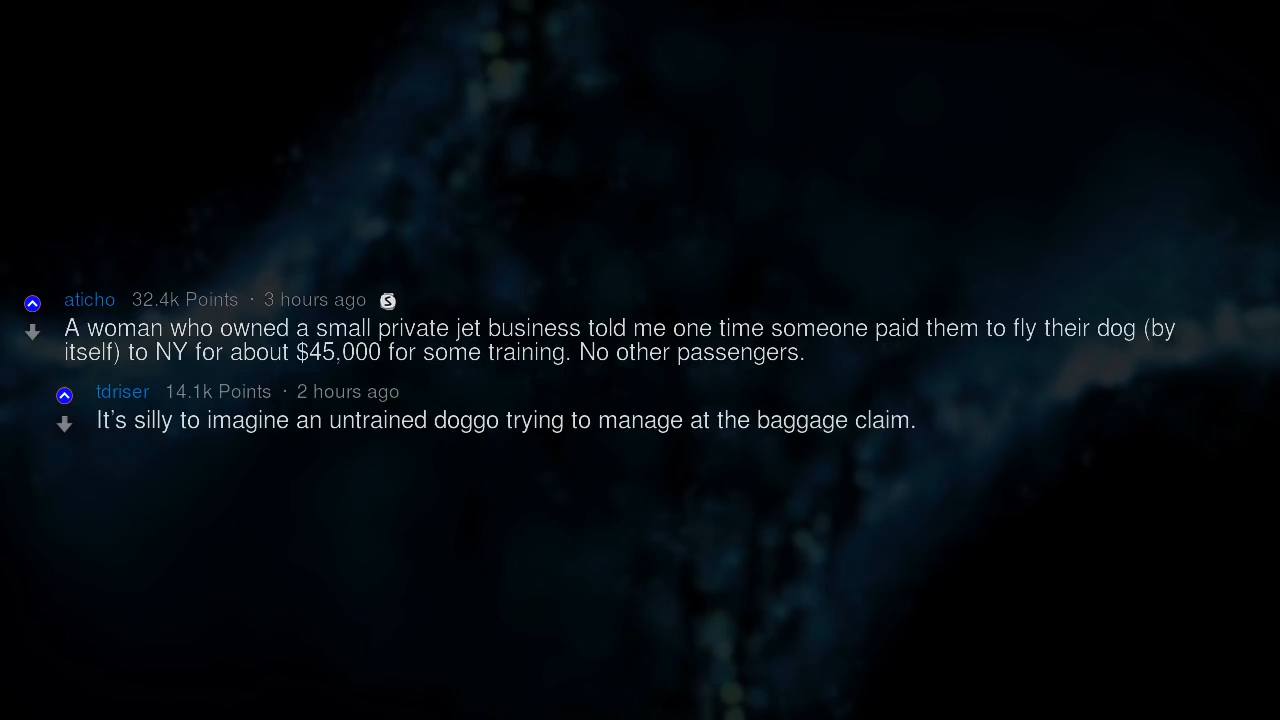 aticho 32.4k Points · 3 hours ago S
A woman who owned a small private jet business told me one time someone paid them to fly their dog (by
itself) to NY for about $45,000 for some training. No other passengers.
tdriser 14.1k Points · 2 hours ago
It's silly to imagine an untrained doggo trying to manage at the baggage claim.